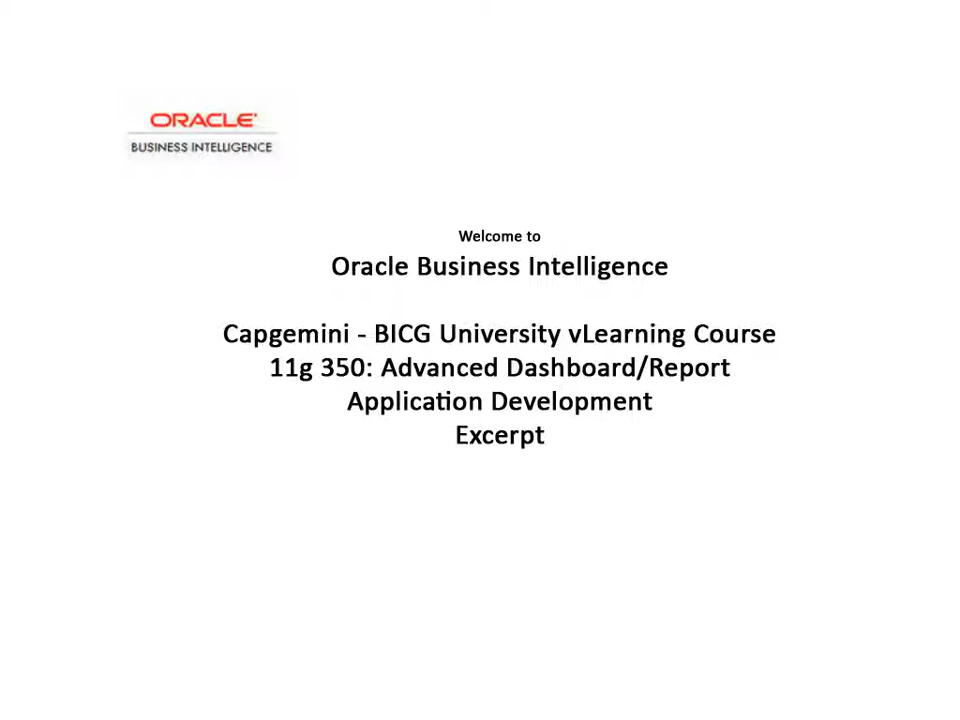 ORACLE
BUSINESS INTELLIGENCE
Welcome to
Oracle Business Intelligence
Capgemini - BICG University vLearning Course
11g 350: Advanced Dashboard/Report
Application Development
Excerpt